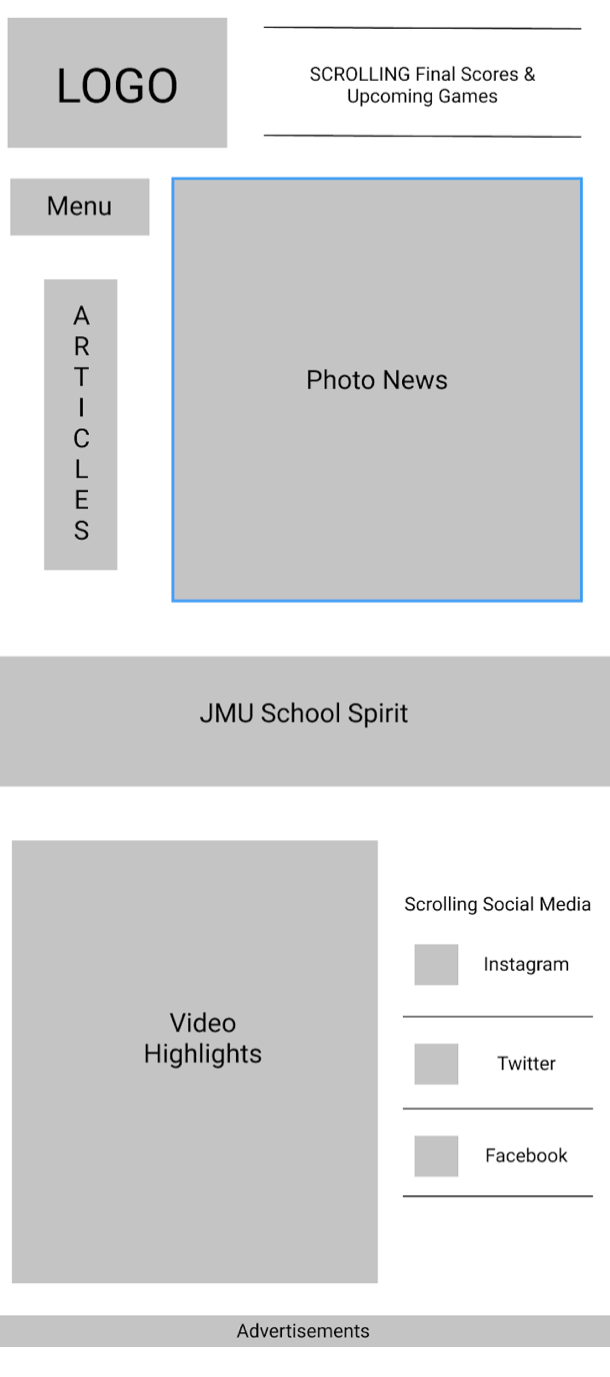 LOGO
SCROLLING Final Scores &
Upcoming Games
Menu
A
R
T
I
C
L
E
S
Photo News
JMU School Spirit
Video
Highlights
Scrolling Social Media
Instagram
Twitter
Facebook
Advertisements